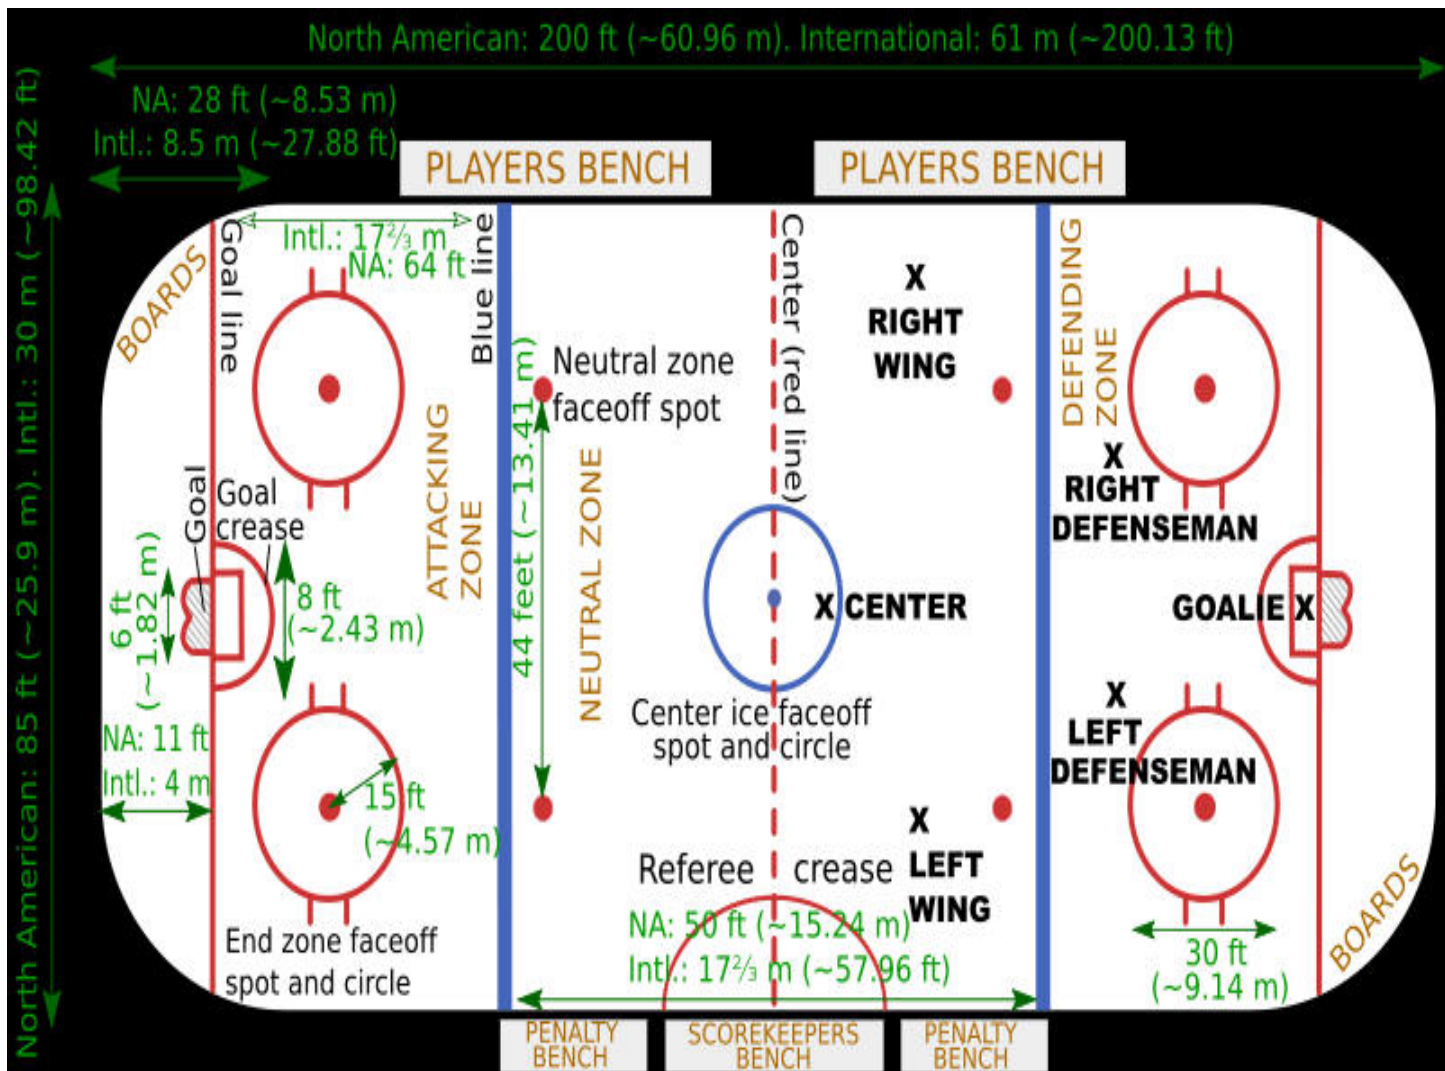 North American: 200 ft (~60.96 m). International: 61 m (~200.13 ft)
NA: 28 ft (~8.53 m)
Intl.: 8.5 m (~27.88 ft)
North American: 85 ft (~25.9 m). Intl.: 30 m (~98.42 ft)
PLAYERS BENCH
PLAYERS BENCH
BOARDS
Goal line
Intl.: 17⅔ m
NA: 64 ft
Blue line
Center (red line)
DEFENDING
ZONE
X
RIGHT
WING
Neutral zone
faceoff spot
44 feet (~13.41 m)
ATTACKING
ZONE
NEUTRAL ZONE
X
RIGHT
DEFENSEMAN
Goal
Goal
crease
6 ft
(~1.82 m)
8 ft
(~2.43 m)
X CENTER
GOALIE X
Center ice faceoff
spot and circle
X
LEFT
DEFENSEMAN
NA: 11 ft
Intl.: 4 m
15 ft
(~4.57 m)
X
LEFT
WING
Referee crease
NA: 50 ft (~15.24 m)
Intl.: 17⅔ m (~57.96 ft)
End zone faceoff
spot and circle
30 ft
(~9.14 m)
BOARDS
PENALTY
BENCH
SCOREKEEPERS
BENCH
PENALTY
BENCH